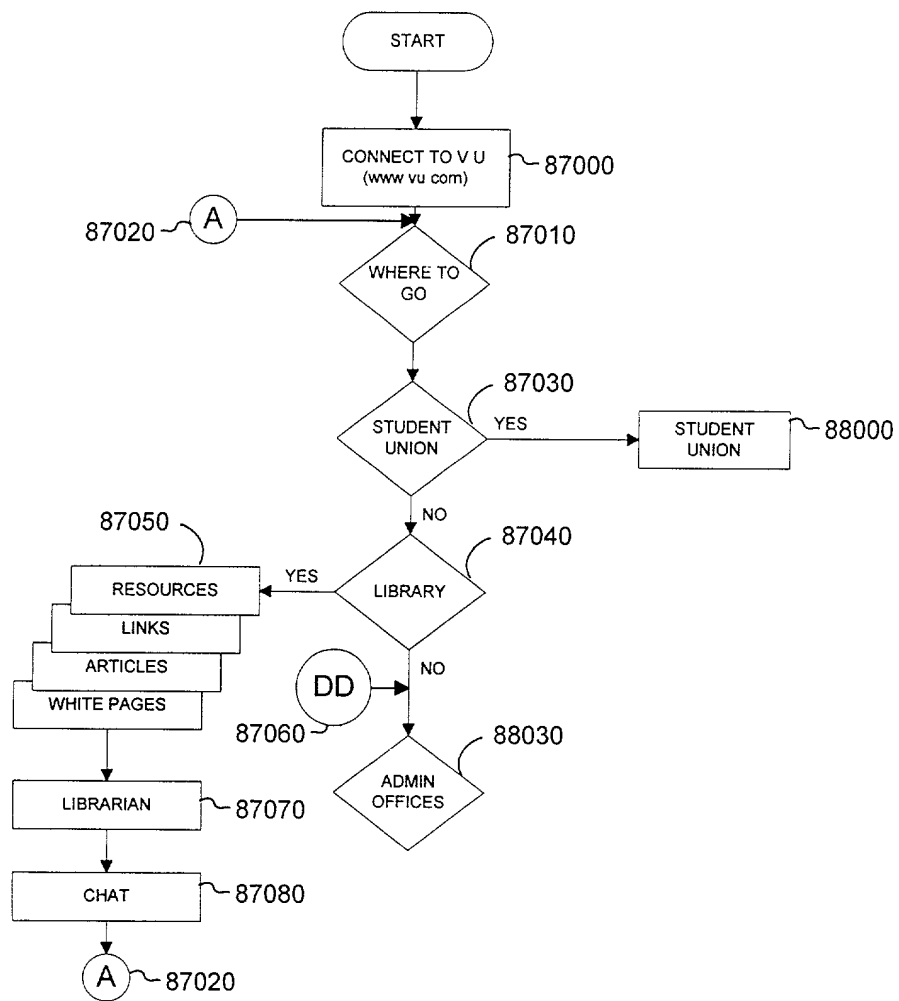 START
CONNECT TO V U
(www vu com)
87000
A
87020
87010
WHERE TO
GO
87030
STUDENT
UNION
YES
STUDENT
UNION
88000
NO
87050
87040
RESOURCES
YES
LIBRARY
LINKS
ARTICLES
WHITE PAGES
NO
DD
87060
88030
ADMIN
OFFICES
LIBRARIAN
87070
CHAT
87080
A
87020